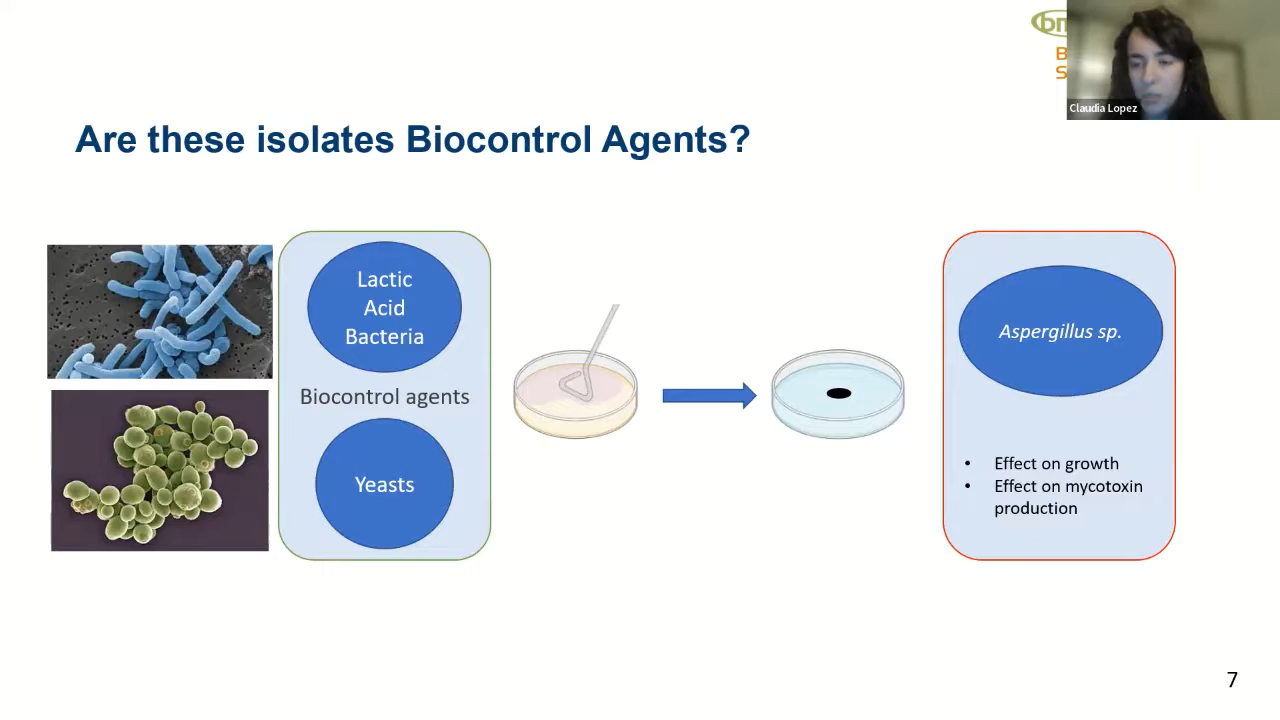 Claudia Lopez
Are these isolates Biocontrol Agents?
Lactic
Acid
Bacteria
Biocontrol agents
Yeasts
Aspergillus sp.
• Effect on growth
• Effect on mycotoxin
production
7